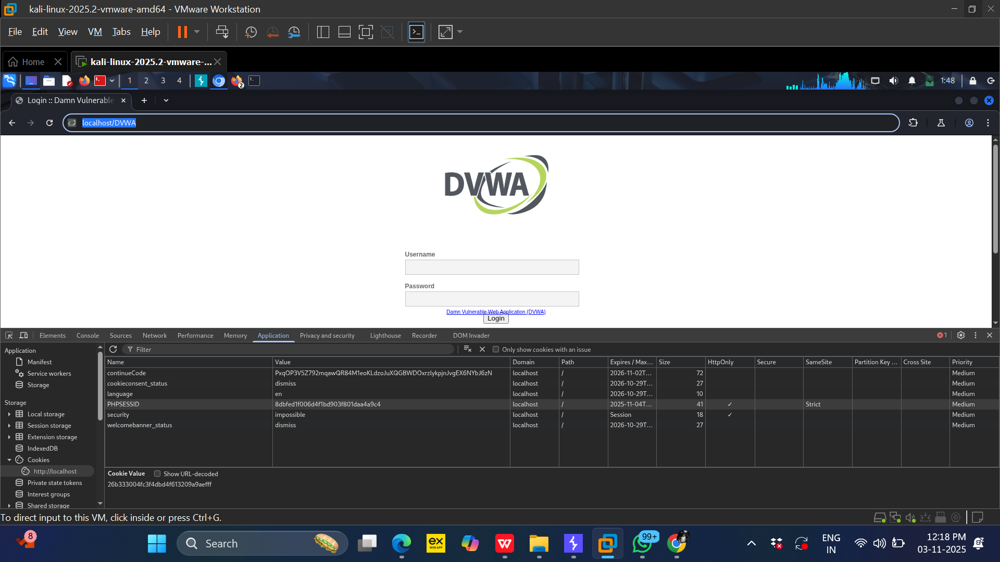 kali-linux-2025.2-vmware-amd64 - VMware Workstation
File Edit View VM Tabs Help
Home kali-linux-2025.2-vmware-...
1 2 3 4 2 1:48
Login :: Damn Vulnerable
localhost/DVWA
DVWA
Username
Password
Damn Vulnerable Web Application (DVWA)
Login
Elements Console Sources Network Performance Memory Application Privacy and security Lighthouse Recorder DOM Invader 1
Application
Manifest
Service workers
Storage
Storage
Local storage
Session storage
Extension storage
IndexedDB
Cookies
http://localhost
Private state tokens
Interest groups
Shared storage
Filter Only show cookies with an issue
Name Value Domain Path Expires / Max... Size HttpOnly Secure SameSite Partition Key ... Cross Site Priority
continueCode PxqOP3V5Z792mqawQR84M1eoKLdzoJuXQGBWDOxrzlykpjnJvgEX6NYbJ6zN localhost / 2026-11-02T... 72 Medium
cookieconsent_status dismiss localhost / 2026-10-29T... 27 Medium
language en localhost / 2026-10-29T... 10 Medium
PHPSESSID 8dbfed1f006d4f1bd903f801daa4a9c4 localhost / 2025-11-04T... 41 ✓ Strict Medium
security impossible localhost / Session 18 ✓ Medium
welcomebanner_status dismiss localhost / 2026-10-29T... 27 Medium
Cookie Value Show URL-decoded
26b333004fc3f4dbd4f613209a9aefff
To direct input to this VM, click inside or press Ctrl+G.
8 Search ex WEB APP 99+ ENG IN 12:18 PM 03-11-2025